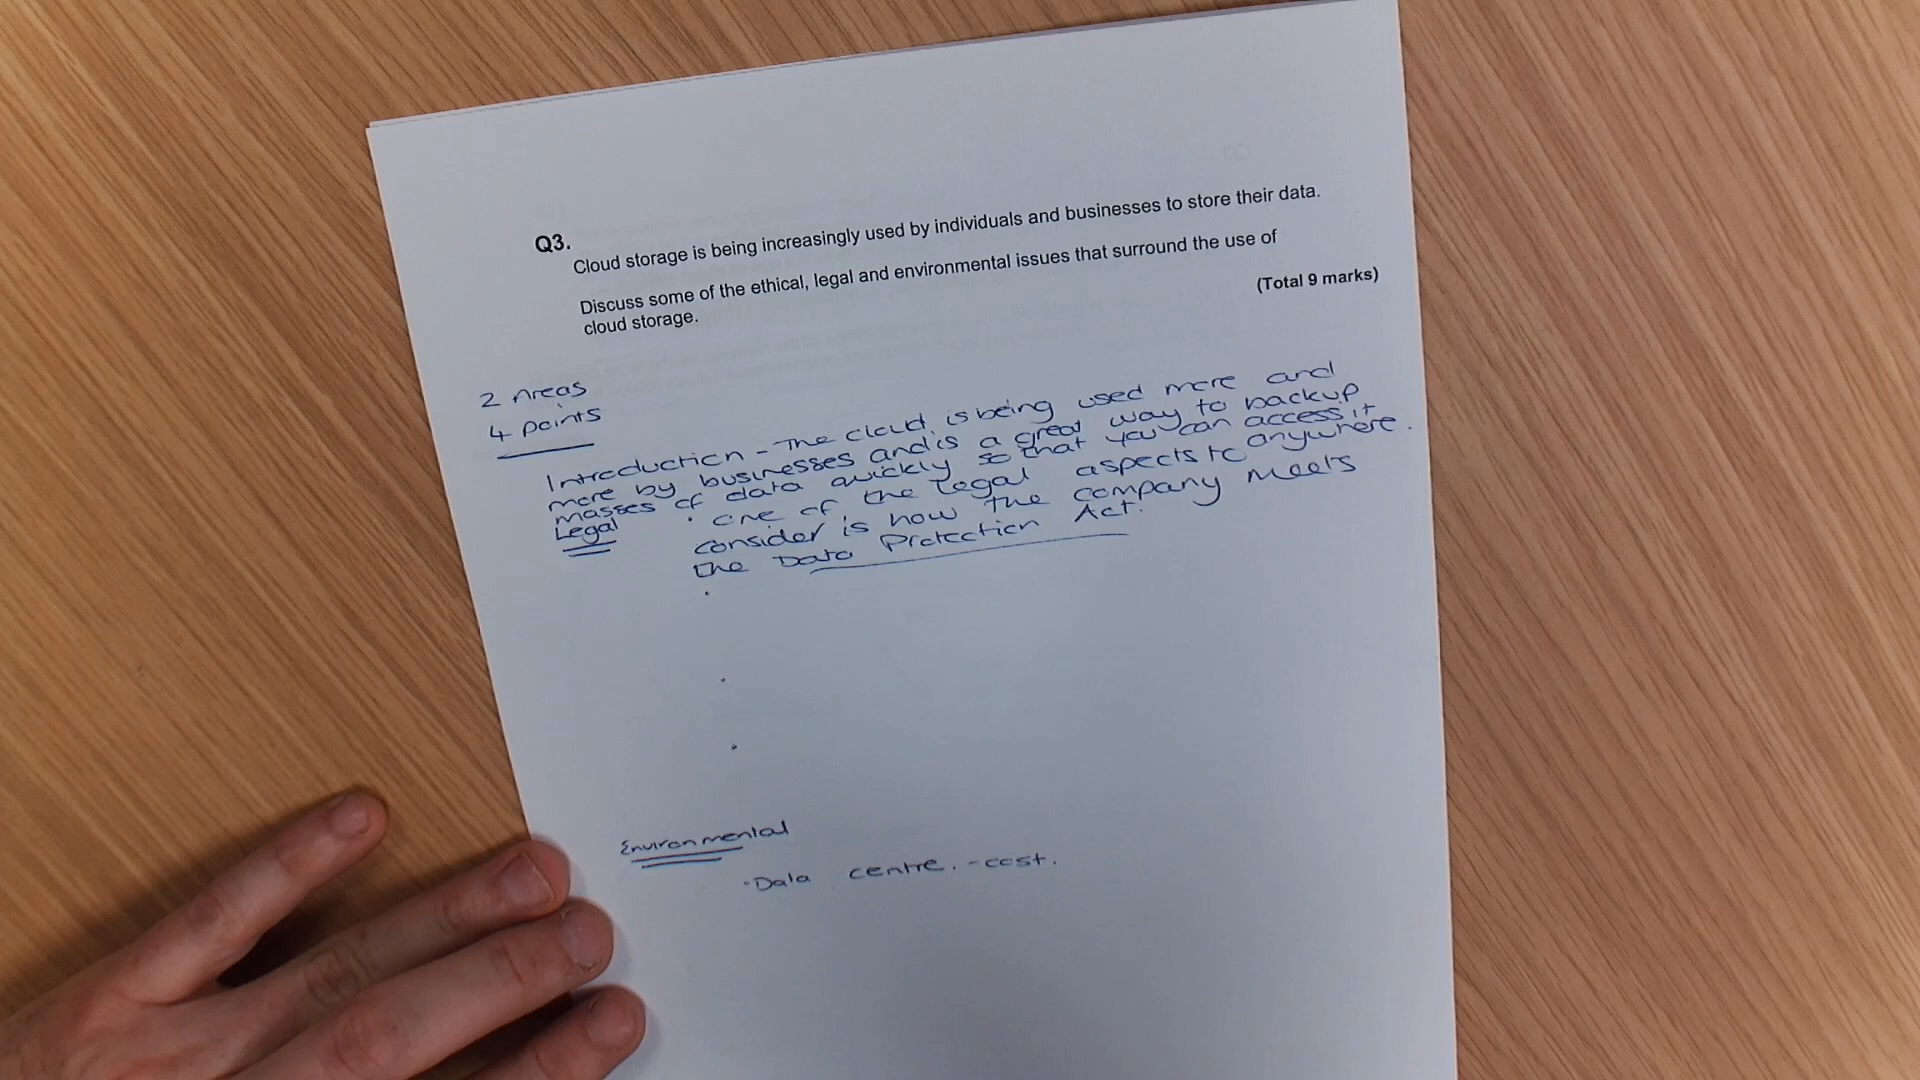 Q3.
Cloud storage is being increasingly used by individuals and businesses to store their data.
Discuss some of the ethical, legal and environmental issues that surround the use of
cloud storage.
(Total 9 marks)
2 Areas
4 points
Introduction - The cloud is being used more and
more by businesses and is a great way to backup
masses of data quickly so that you can access it
anywhere.
Legal
· One of the legal aspects to
consider is how the company meets
the Data Protection Act.
Environmental
· Data centre. - cost.